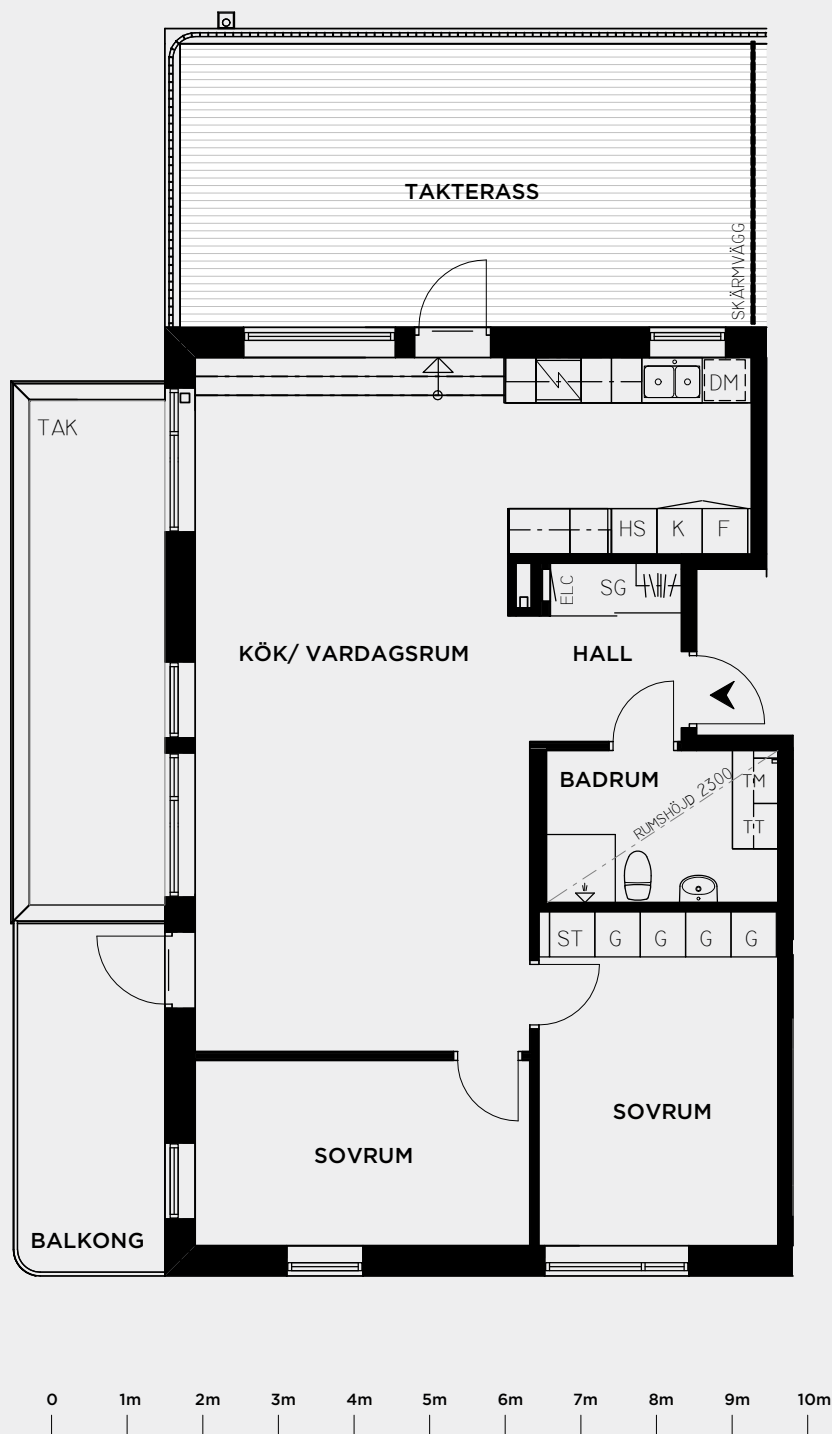 TAKTERASS
SKÄRMVÄGG
DM
TAK
HS K F
ELC SG
KÖK/ VARDAGSRUM HALL
BADRUM
RUMSHÖJD 2300
TM
TT
ST G G G G
SOVRUM
SOVRUM
BALKONG
0 1m 2m 3m 4m 5m 6m 7m 8m 9m 10m